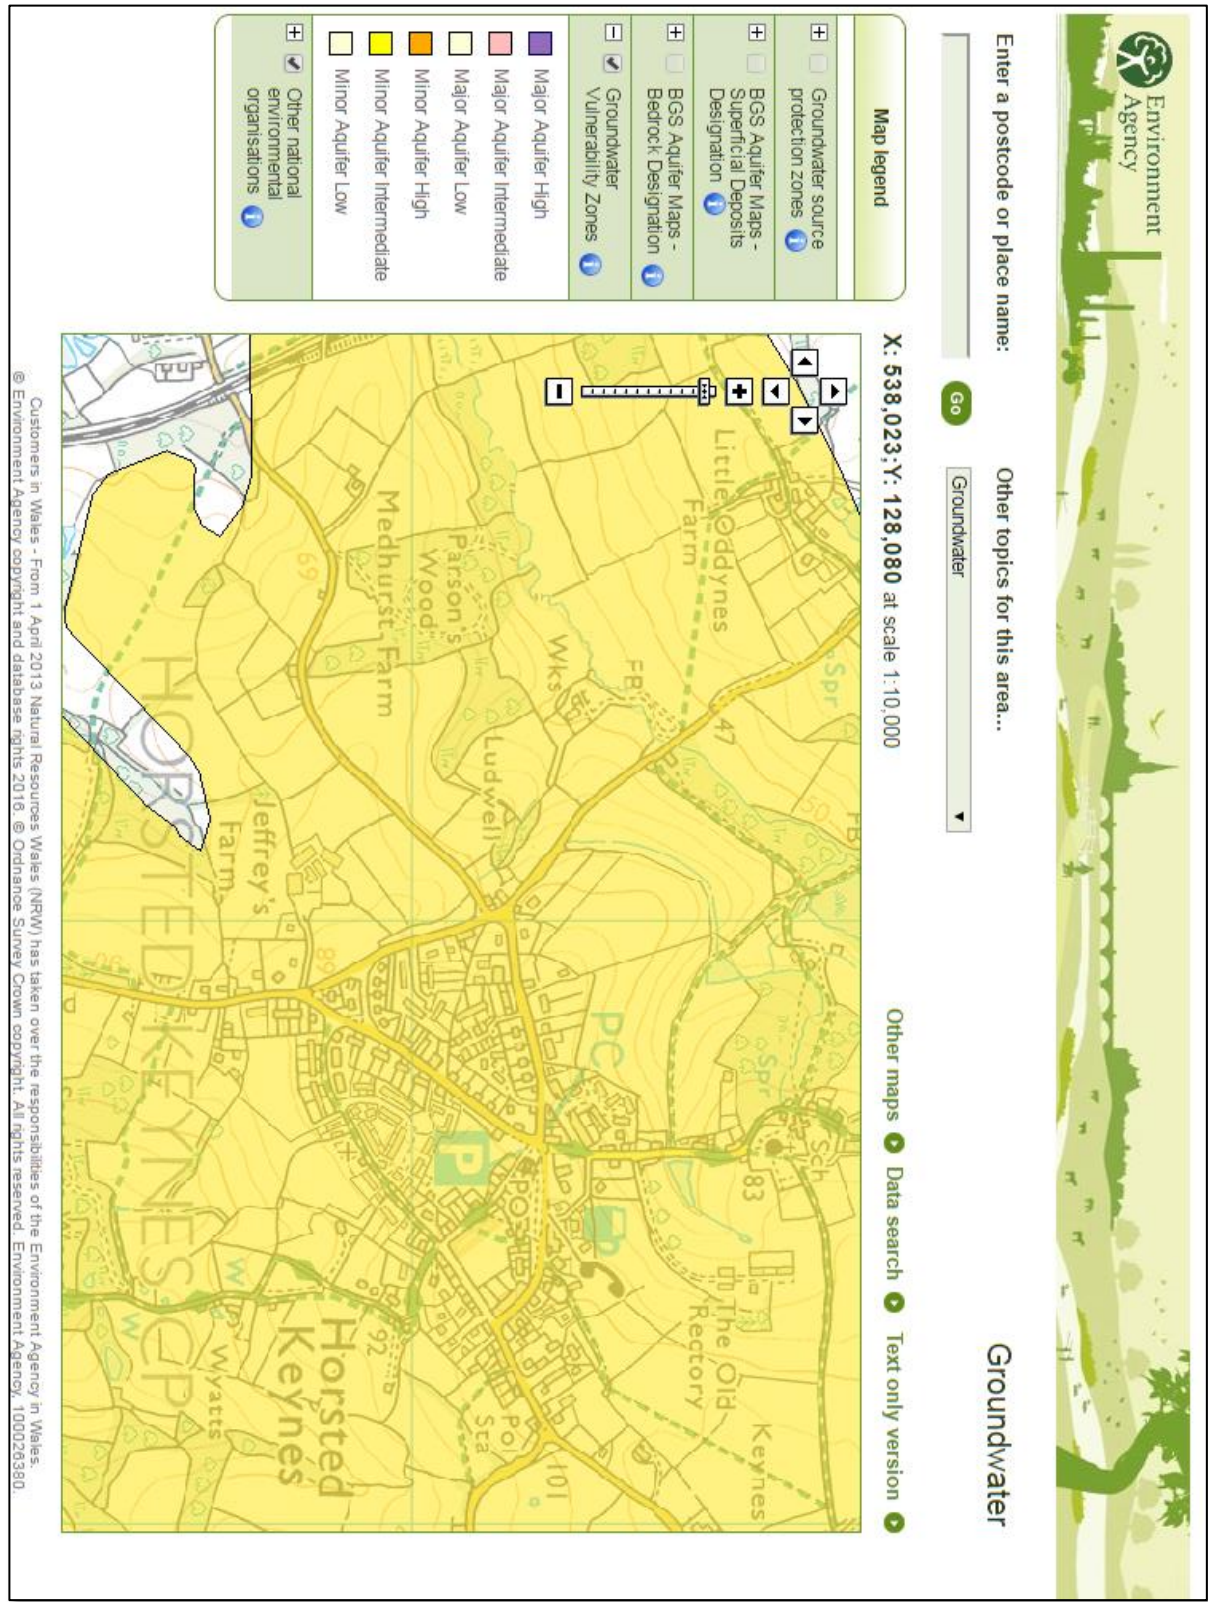 Environment
Agency
Groundwater
Enter a postcode or place name:
Go
Other topics for this area...
Groundwater
Map legend
Groundwater source
protection zones
BGS Aquifer Maps -
Superficial Deposits
Designation
BGS Aquifer Maps -
Bedrock Designation
Groundwater
Vulnerability Zones
Major Aquifer High
Major Aquifer Intermediate
Major Aquifer Low
Minor Aquifer High
Minor Aquifer Intermediate
Minor Aquifer Low
Other national
environmental
organisations
X: 538,023;Y: 128,080 at scale 1:10,000
Other maps
Data search
Text only version
Spr
FB
50
Sch
Spr
83
Keynes
Little Oddynes
Farm
47
The Old
Rectory
FB
Wks
PC
Ludwell
PO
Pol
Sta
101
Parson's
Wood
P
Medhurst Farm
92
69
89
Horsted
Keynes
Jeffrey's
Farm
W
Wyatts
HORSTED KEYNES CP
90
W
Customers in Wales - From 1 April 2013 Natural Resources Wales (NRW) has taken over the responsibilities of the Environment Agency in Wales.
© Environment Agency copyright and database rights 2016. © Ordnance Survey Crown copyright. All rights reserved. Environment Agency, 100026380.